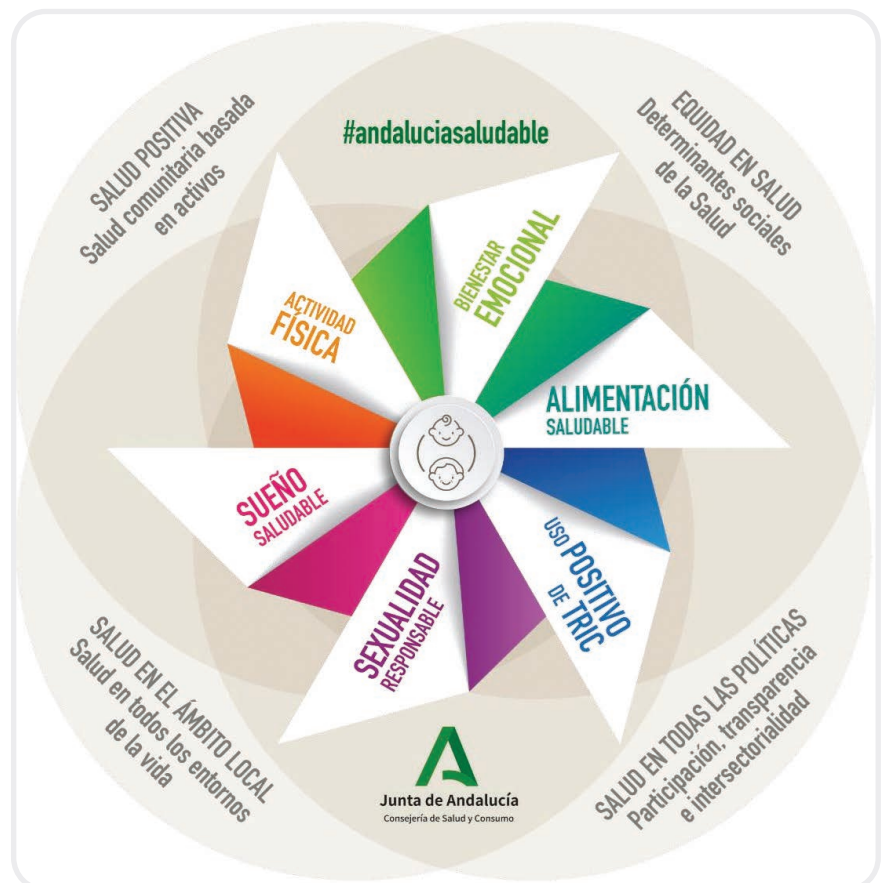 #andaluciasaludable
SALUD POSITIVA
Salud comunitaria basada
en activos
EQUIDAD EN SALUD
Determinantes sociales
de la Salud
BIENESTAR
EMOCIONAL
ACTIVIDAD
FÍSICA
ALIMENTACIÓN
SALUDABLE
SUEÑO
SALUDABLE
USO POSITIVO
DE TRIC
SEXUALIDAD
RESPONSABLE
SALUD EN EL ÁMBITO LOCAL
Salud en todos los entornos
de la vida
SALUD EN TODAS LAS POLÍTICAS
Participación, transparencia
e intersectorialidad
Junta de Andalucía
Consejería de Salud y Consumo